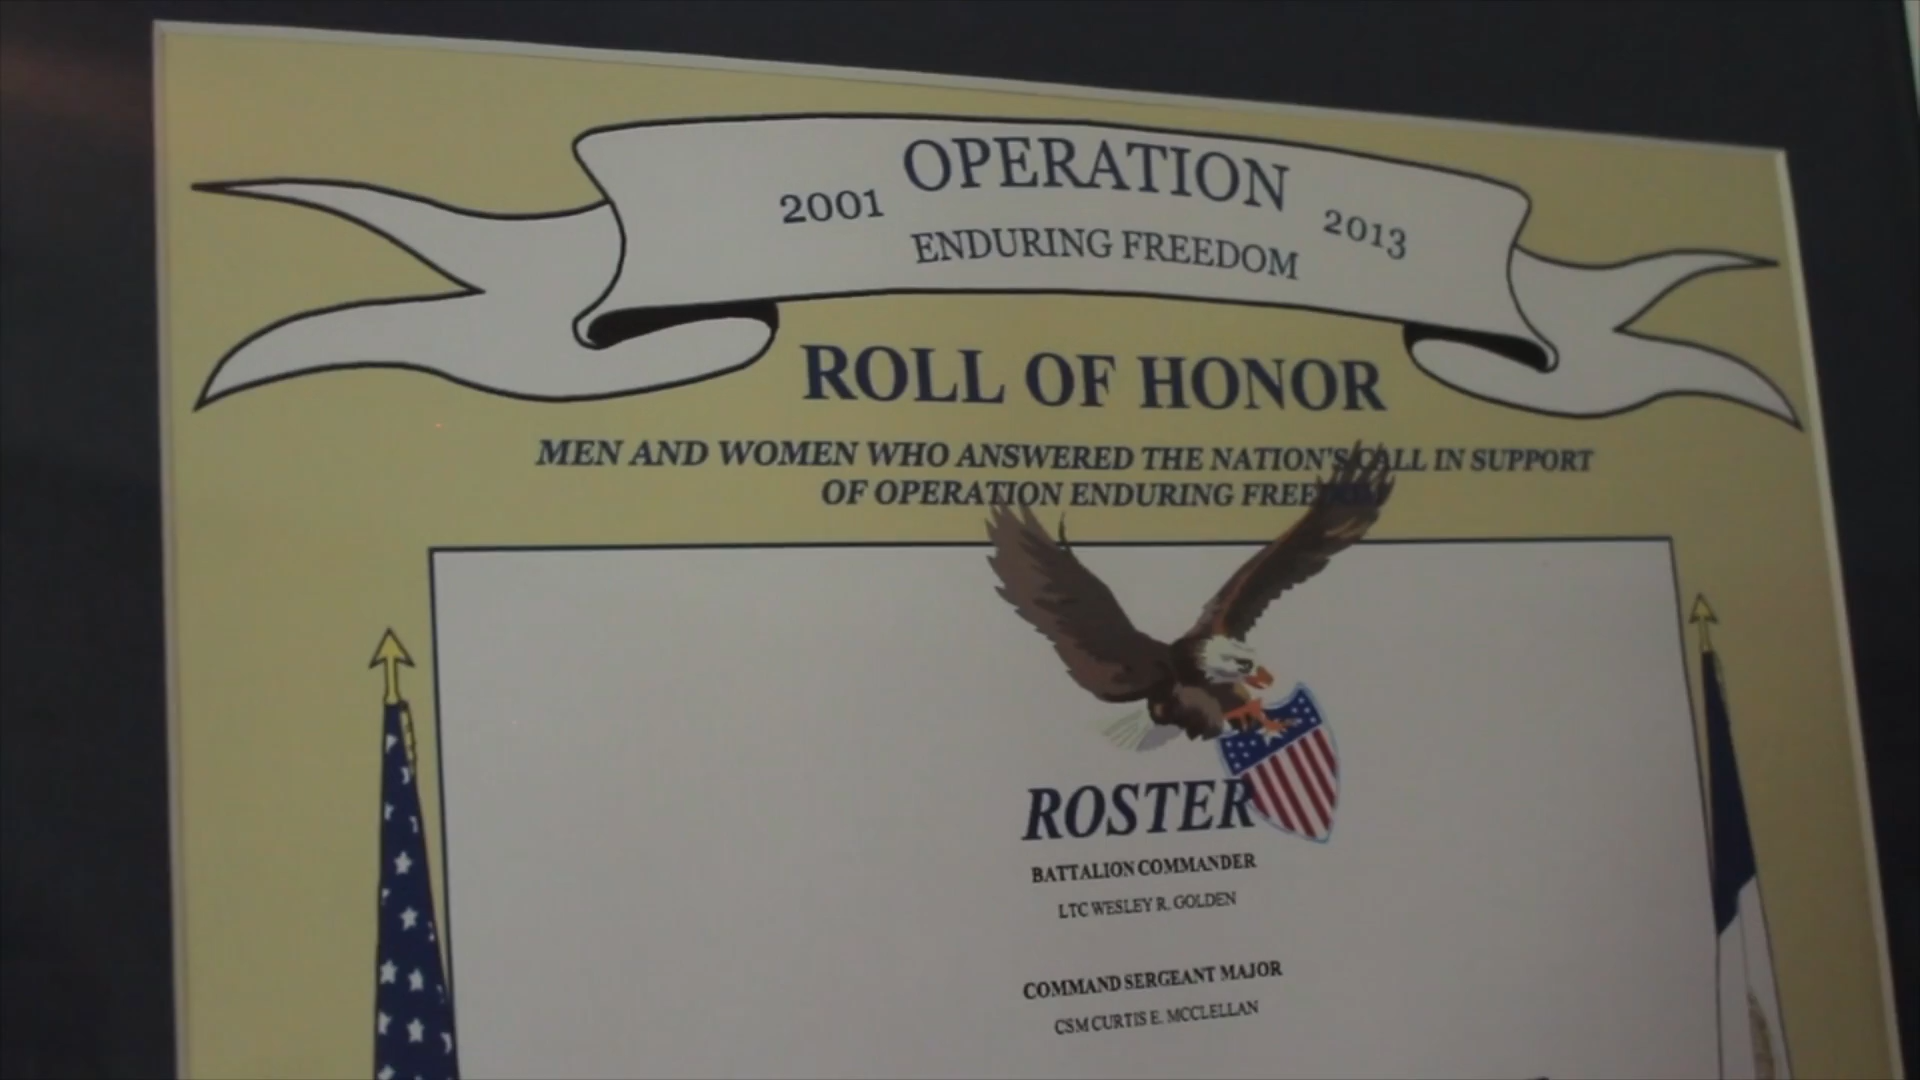 2001 OPERATION 2013
ENDURING FREEDOM
ROLL OF HONOR
MEN AND WOMEN WHO ANSWERED THE NATION'S CALL IN SUPPORT
OF OPERATION ENDURING FREEDOM
ROSTER
BATTALION COMMANDER
LTC WESLEY R. GOLDEN
COMMAND SERGEANT MAJOR
CSM CURTIS E. MCCLELLAN